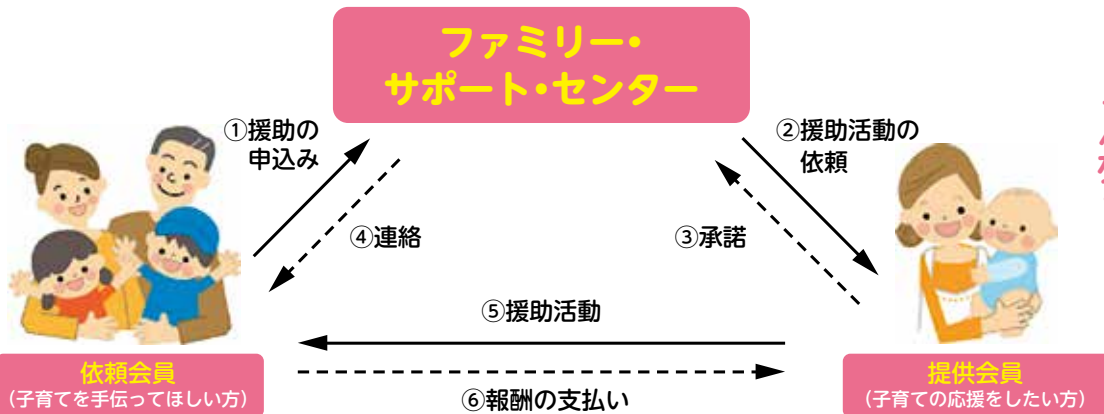 ファミリー・
サポート・センター
①援助の
申込み
②援助活動の
依頼
④連絡
③承諾
⑤援助活動
依頼会員
(子育てを手伝ってほしい方)
⑥報酬の支払い
提供会員
(子育ての応援をしたい方)